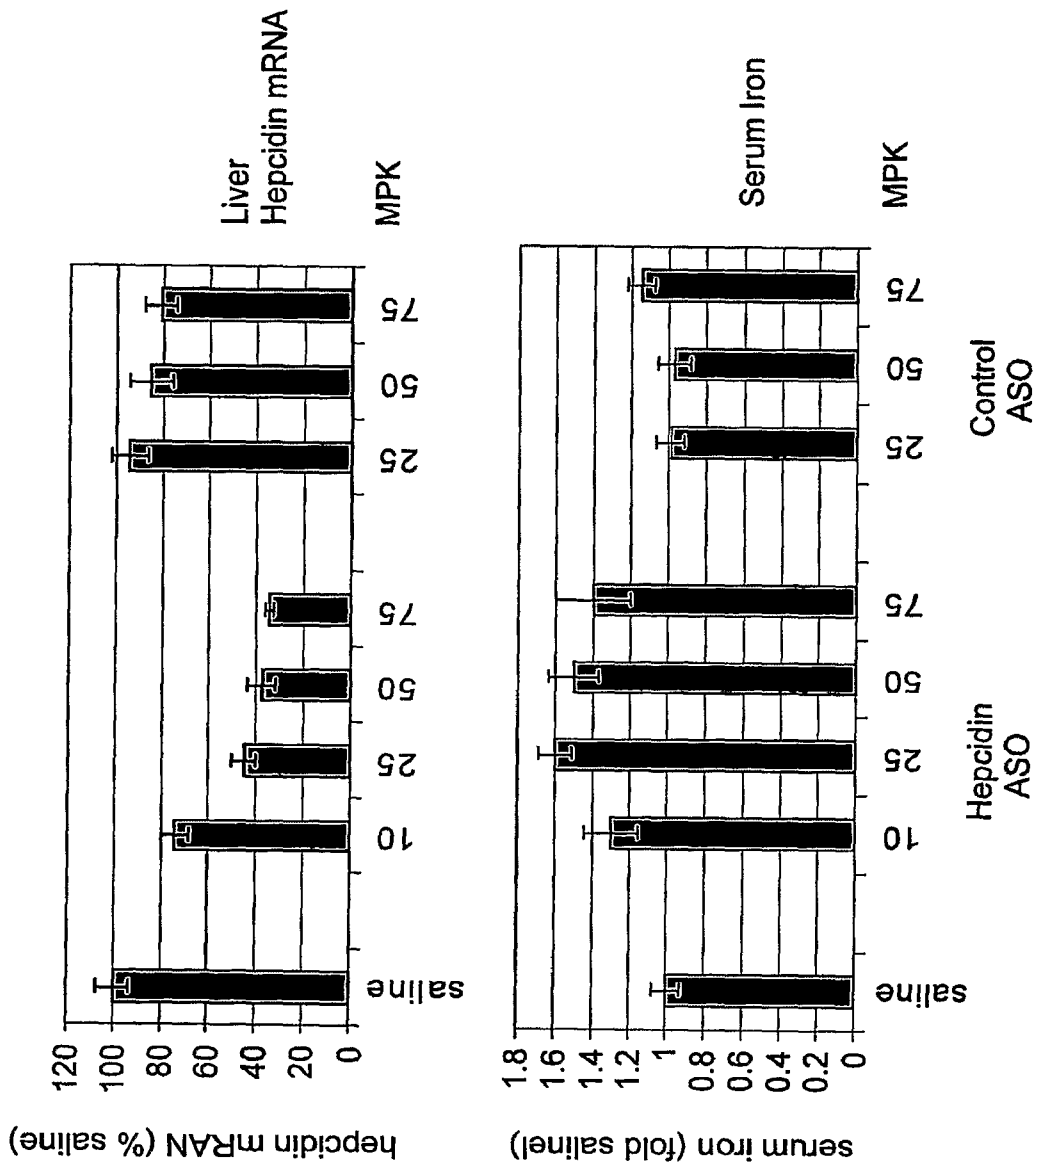 hepcidin mRAN (% saline)
120
100
80
60
40
20
0
saline
10
25
50
75
25
50
75
MPK
Liver
Hepcidin mRNA
serum iron (fold salinel
1.8
1.6
1.4
1.2
1
0.8
0.6
0.4
0.2
0
saline
10
25
50
75
25
50
75
MPK
Hepcidin
ASO
Control
ASO
Serum Iron